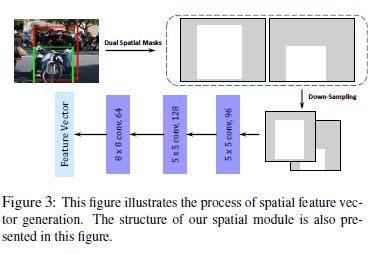 Dual Spatial Masks
Down-Sampling
5 x 5 conv, 96
5 x 5 conv, 128
8 x 8 conv, 64
Feature Vector
Figure 3: This figure illustrates the process of spatial feature vec-
tor generation. The structure of our spatial module is also pre-
sented in this figure.